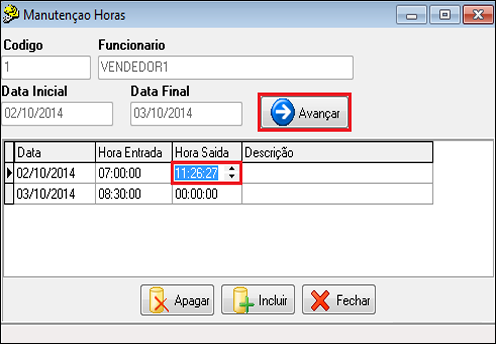 Manutençao Horas
Codigo Funcionario
1 VENDEDOR1
Data Inicial Data Final
02/10/2014 03/10/2014 Avançar
Data Hora Entrada Hora Saida Descrição
02/10/2014 07:00:00 11:26:27
03/10/2014 08:30:00 00:00:00
Apagar Incluir Fechar